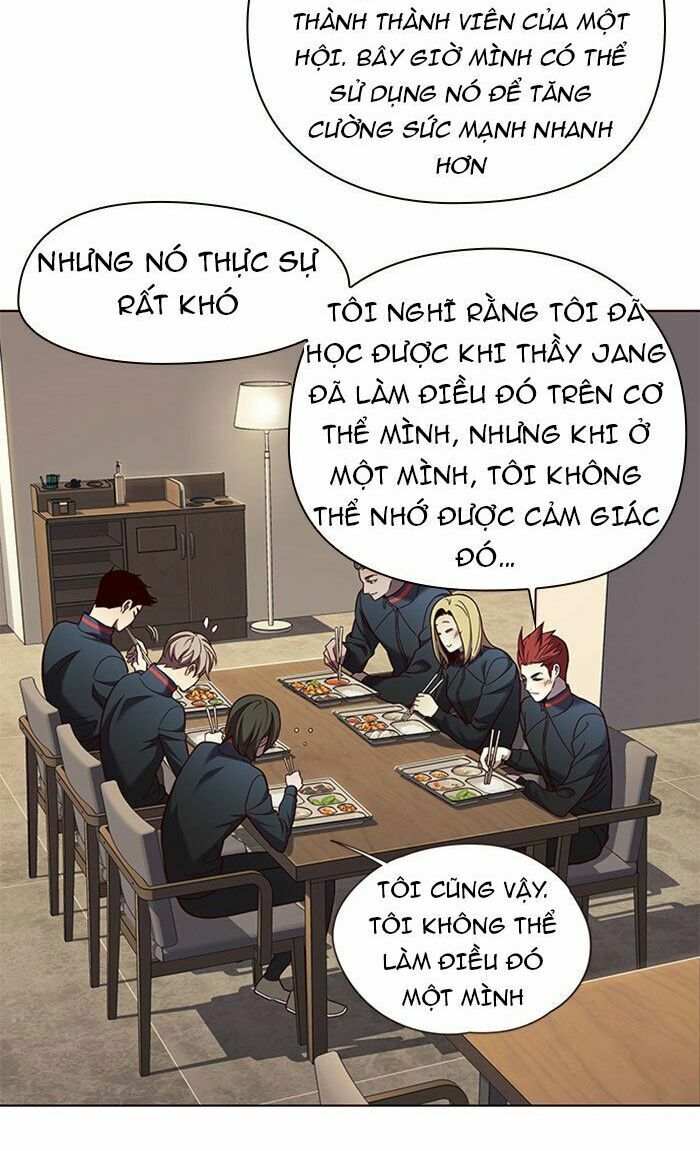 THÀNH THÀNH VIÊN CỦA MỘT
HỘI. BÂY GIỜ MÌNH CÓ THỂ
SỬ DỤNG NÓ ĐỂ TĂNG
CƯỜNG SỨC MẠNH NHANH
HƠN
NHƯNG NÓ THỰC SỰ
RẤT KHÓ
TÔI NGHĨ RẰNG TÔI ĐÃ
HỌC ĐƯỢC KHI THẦY JANG
ĐÃ LÀM ĐIỀU ĐÓ TRÊN CƠ
THỂ MÌNH, NHƯNG KHI Ở
MỘT MÌNH, TÔI KHÔNG
THỂ NHỚ ĐƯỢC CẢM GIÁC
ĐÓ...
TÔI CŨNG VẬY.
TÔI KHÔNG THỂ
LÀM ĐIỀU ĐÓ
MỘT MÌNH